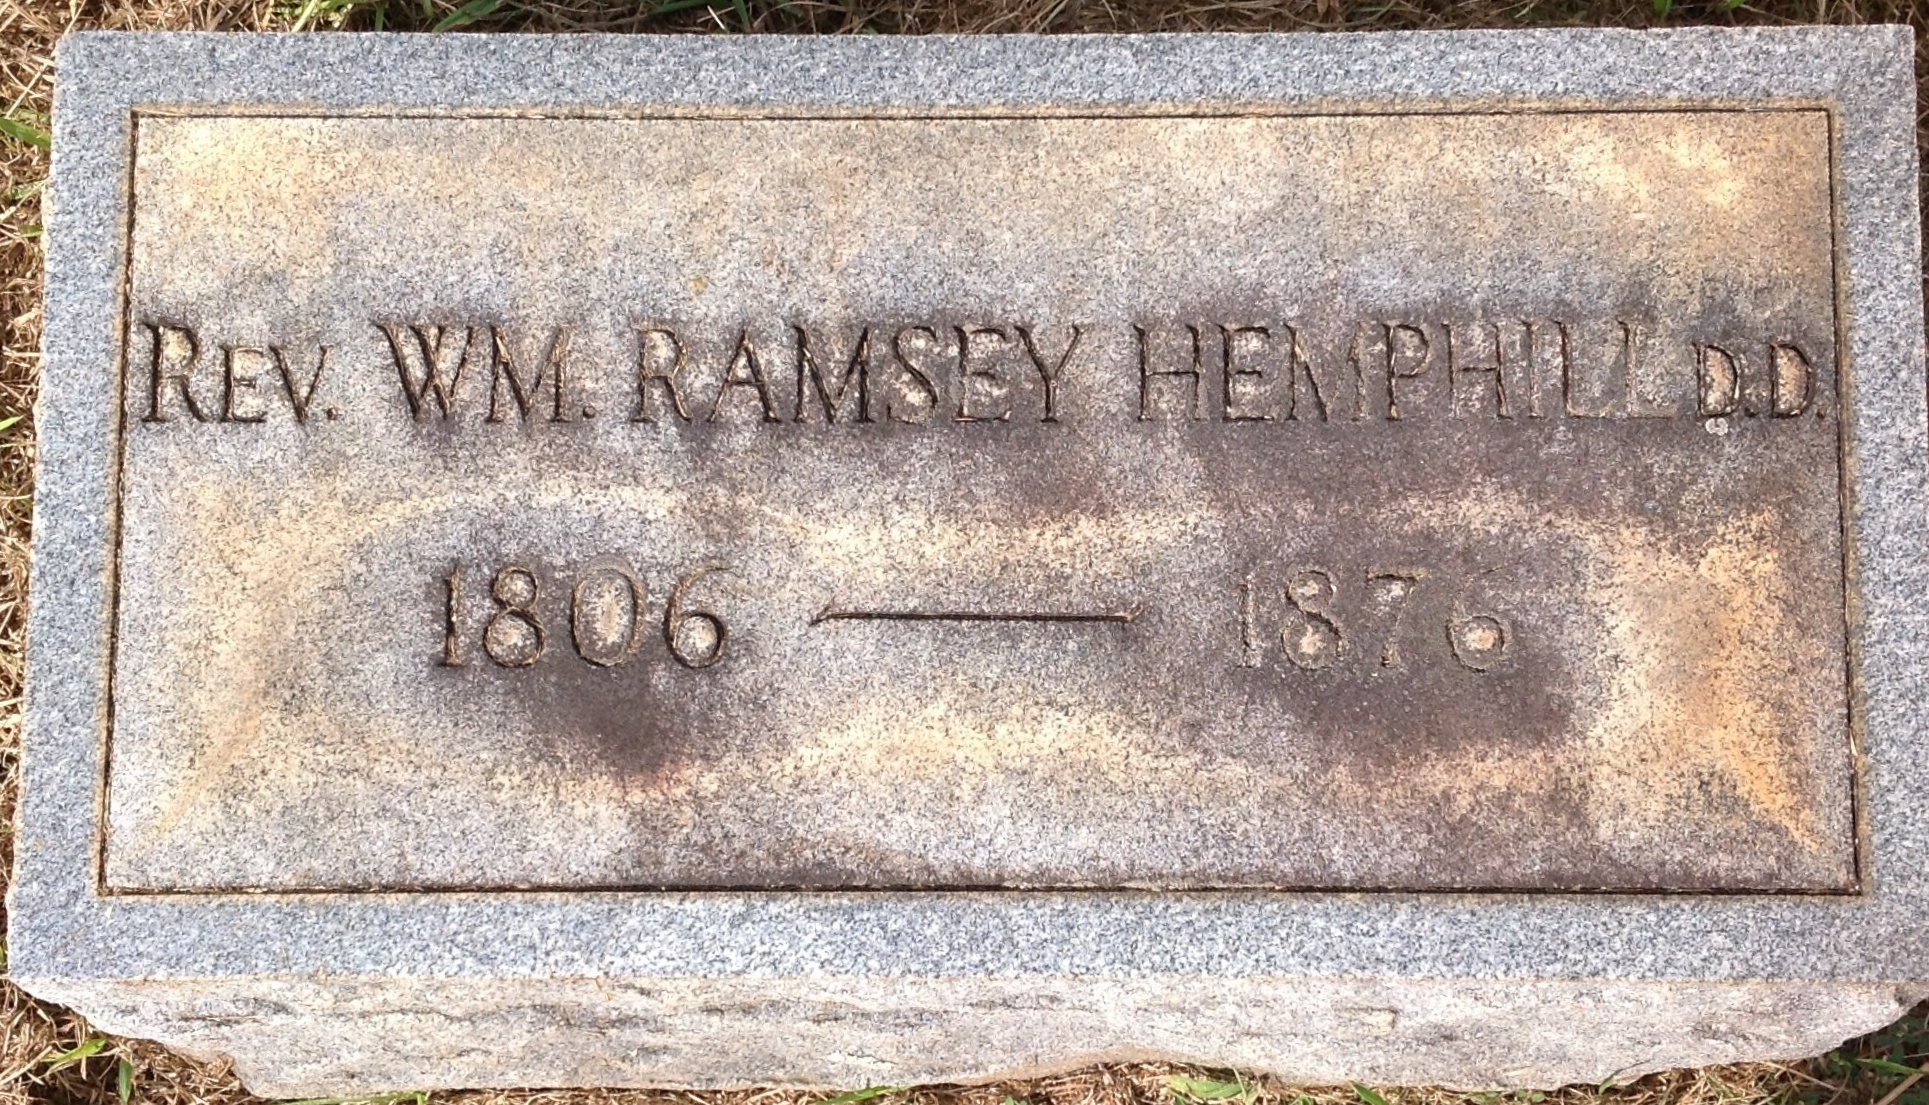 REV. WM. RAMSEY HEMPHILL D.D.
1806 — 1876